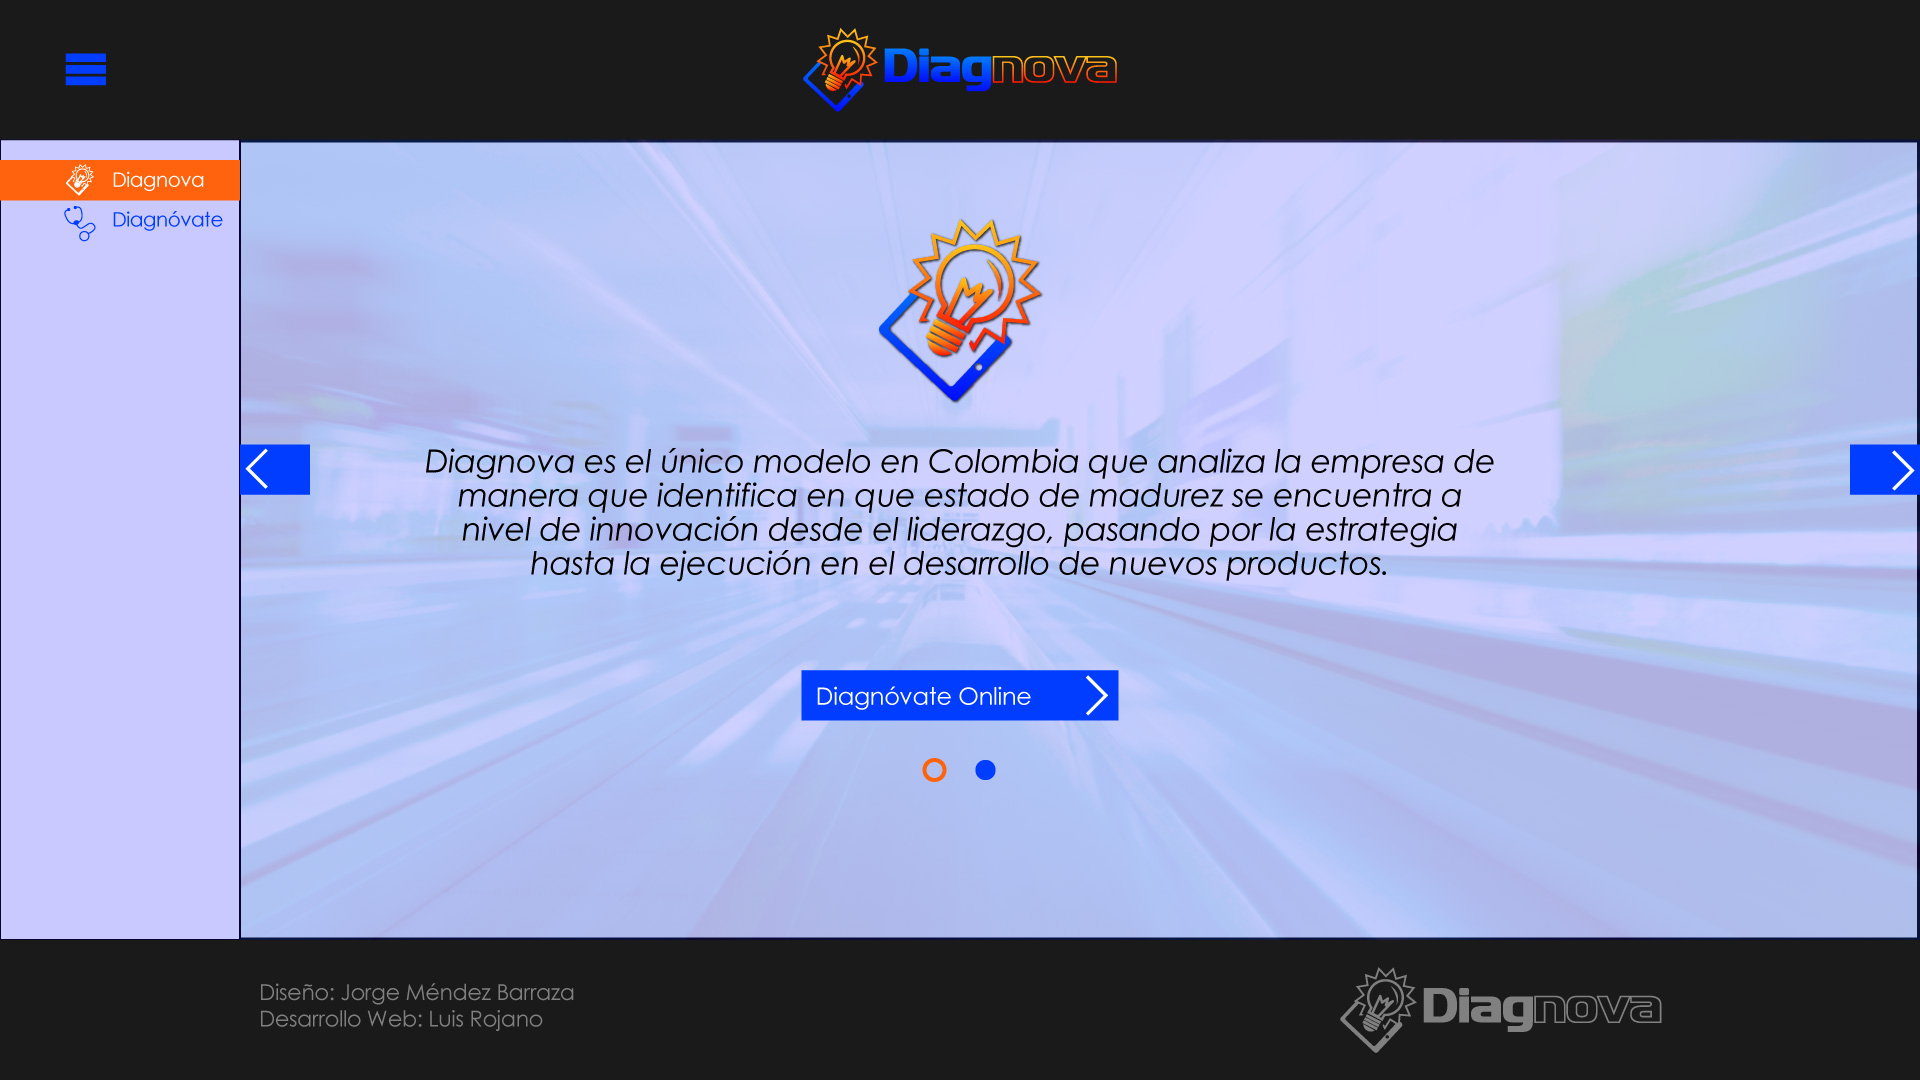 Diagnova
Diagnova
Diagnóvate
Diagnova es el único modelo en Colombia que analiza la empresa de
manera que identifica en que estado de madurez se encuentra a
nivel de innovación desde el liderazgo, pasando por la estrategia
hasta la ejecución en el desarrollo de nuevos productos.
Diagnóvate Online
Diseño: Jorge Méndez Barraza
Desarrollo Web: Luis Rojano
Diagnova